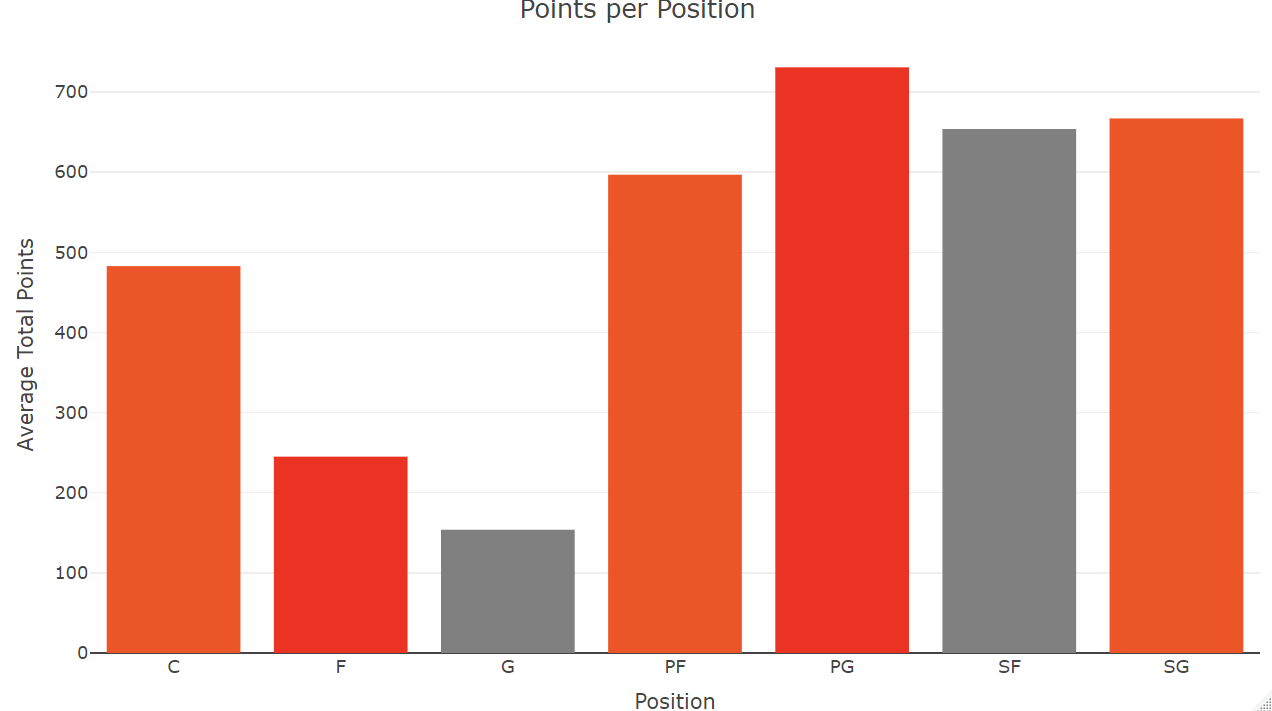 Points per Position
700
600
500
400
300
200
100
0
Average Total Points
C F G PF PG SF SG
Position